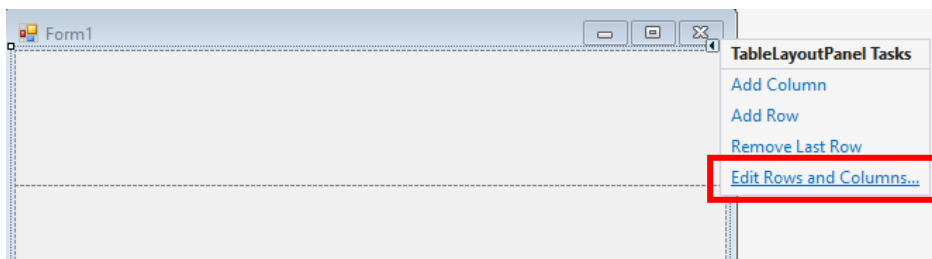 Form1
TableLayoutPanel Tasks
Add Column
Add Row
Remove Last Row
Edit Rows and Columns...